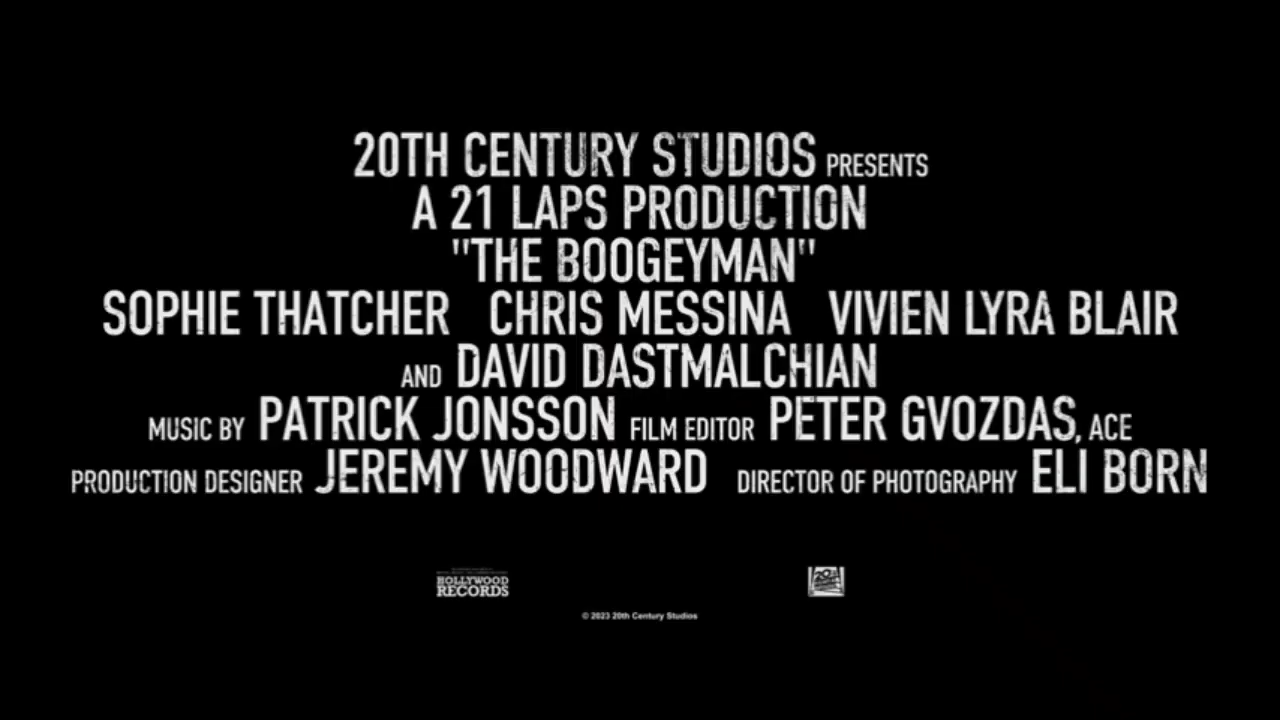 20TH CENTURY STUDIOS PRESENTS
A 21 LAPS PRODUCTION
"THE BOOGEYMAN"
SOPHIE THATCHER CHRIS MESSINA VIVIEN LYRA BLAIR
AND DAVID DASTMALCHIAN
MUSIC BY PATRICK JONSSON FILM EDITOR PETER GVOZDAS, ACE
PRODUCTION DESIGNER JEREMY WOODWARD DIRECTOR OF PHOTOGRAPHY ELI BORN
HOLLYWOOD
RECORDS
20TH
© 2023 20th Century Studios